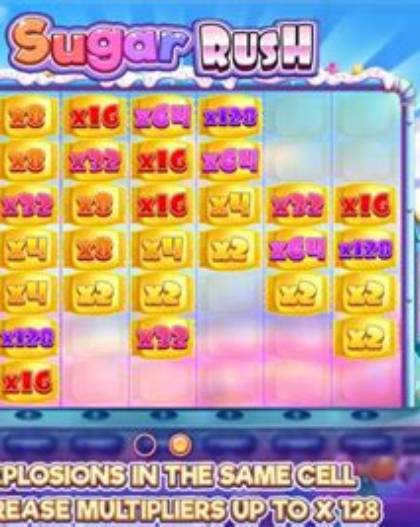 Sugar RUSH
x8 x16 x64 x128
x8 x32 x16 x64
x32 x8 x16 x4 x32 x16
x4 x8 x4 x2 x64 x128
x4 x2 x2 x2 x2
x128 x32 x2
x16
XPLOSIONS IN THE SAME CELL
REASE MULTIPLIERS UP TO X 128